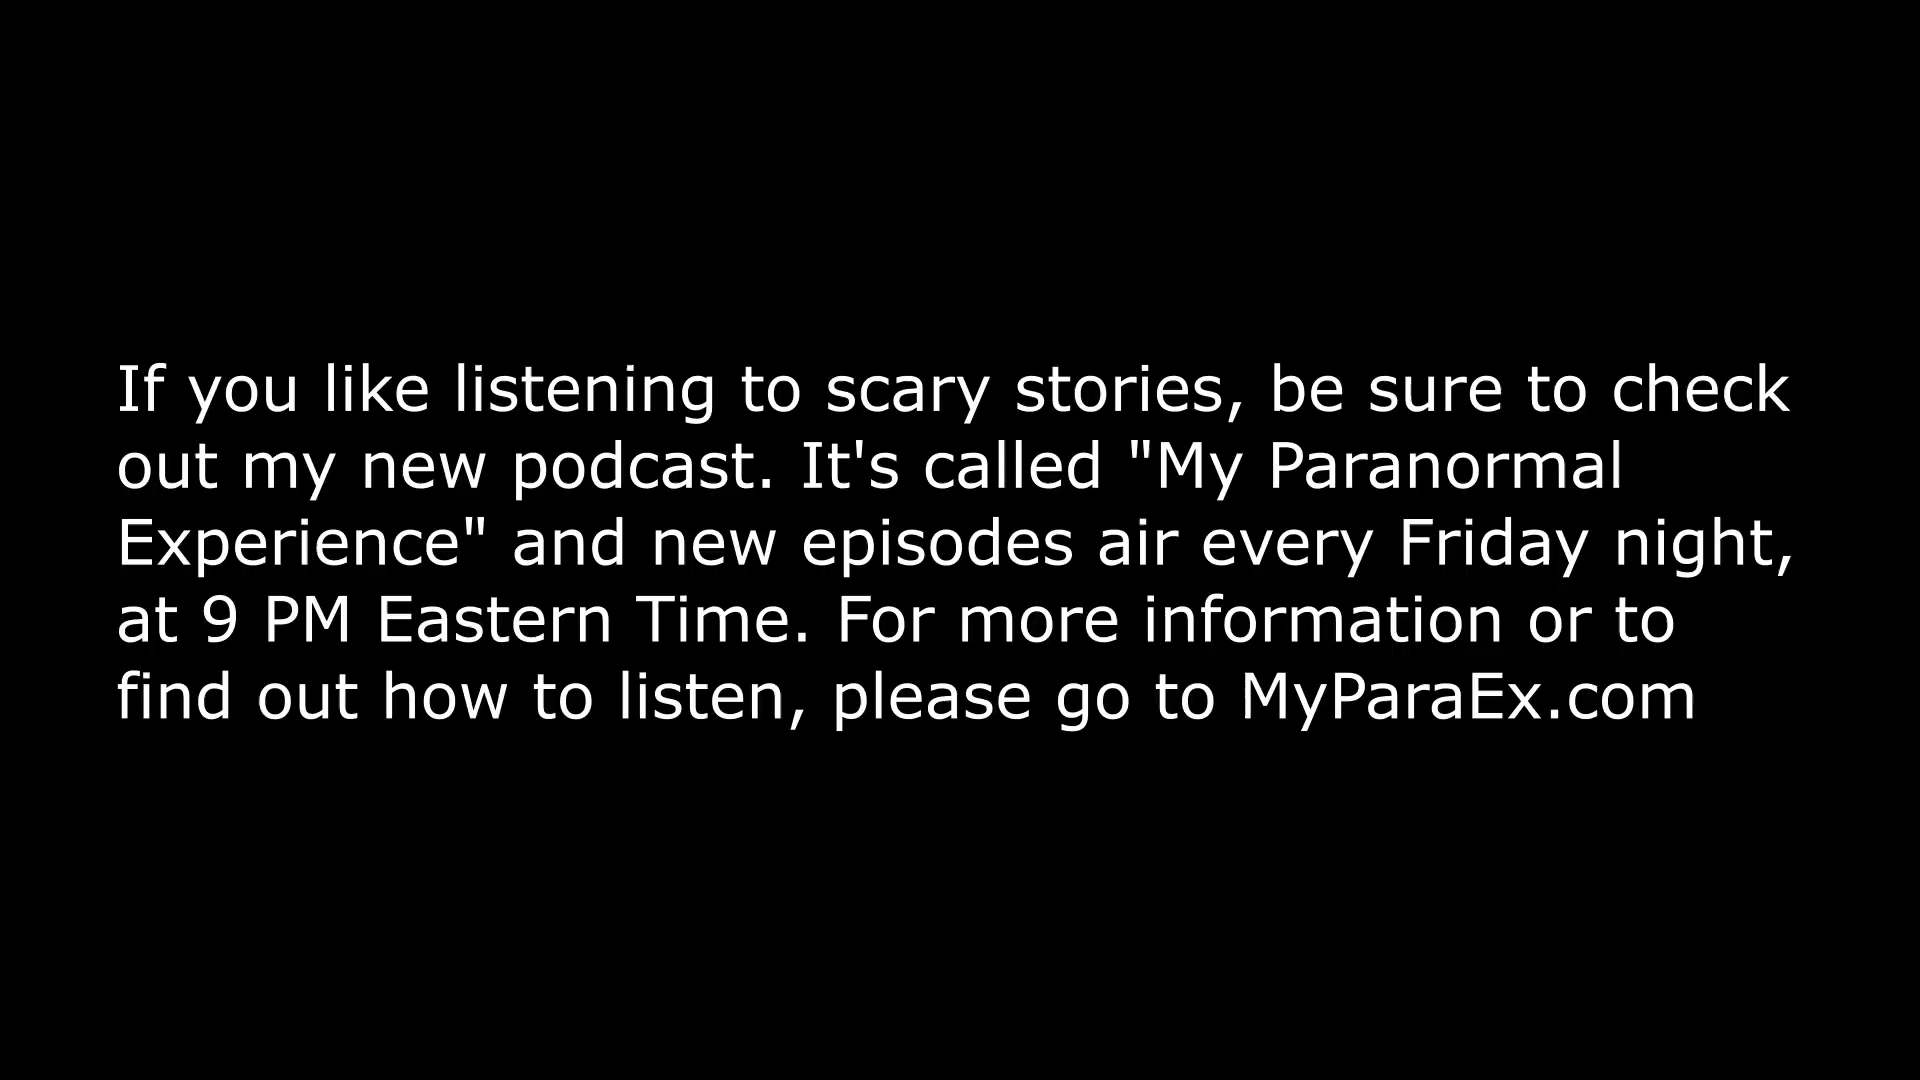 If you like listening to scary stories, be sure to check
out my new podcast. It's called "My Paranormal
Experience" and new episodes air every Friday night,
at 9 PM Eastern Time. For more information or to
find out how to listen, please go to MyParaEx.com